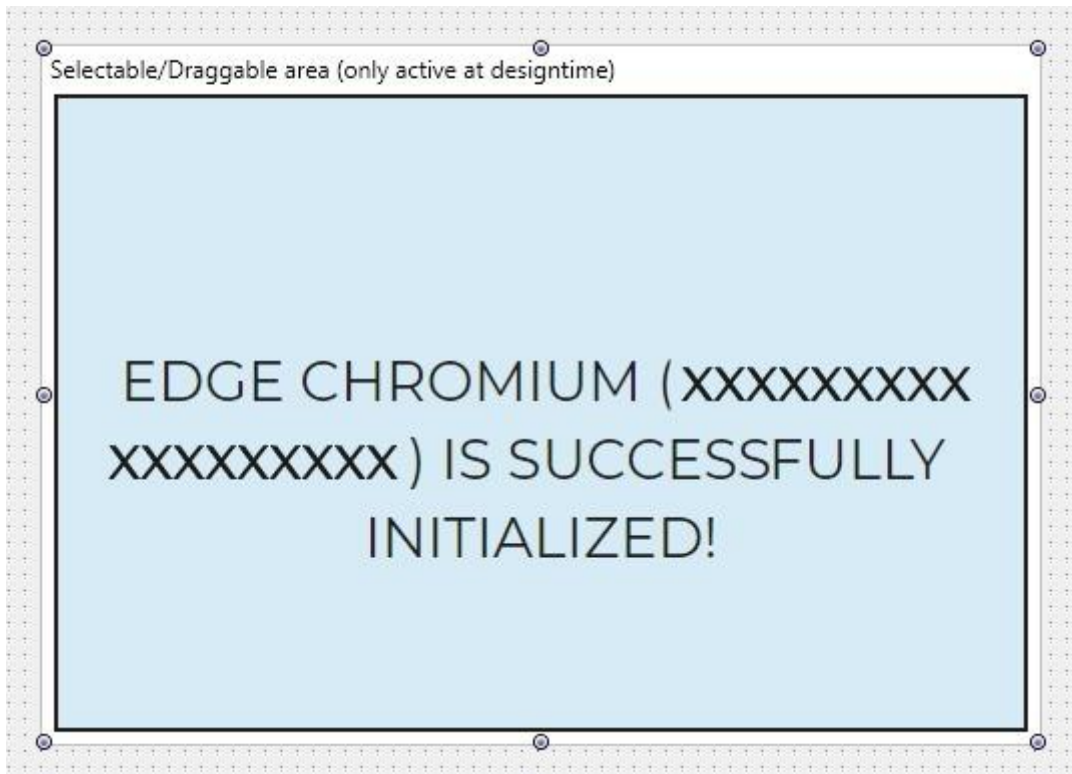 Selectable/Draggable area (only active at designtime)
EDGE CHROMIUM (XXXXXXXXX
XXXXXXXXX) IS SUCCESSFULLY
INITIALIZED!